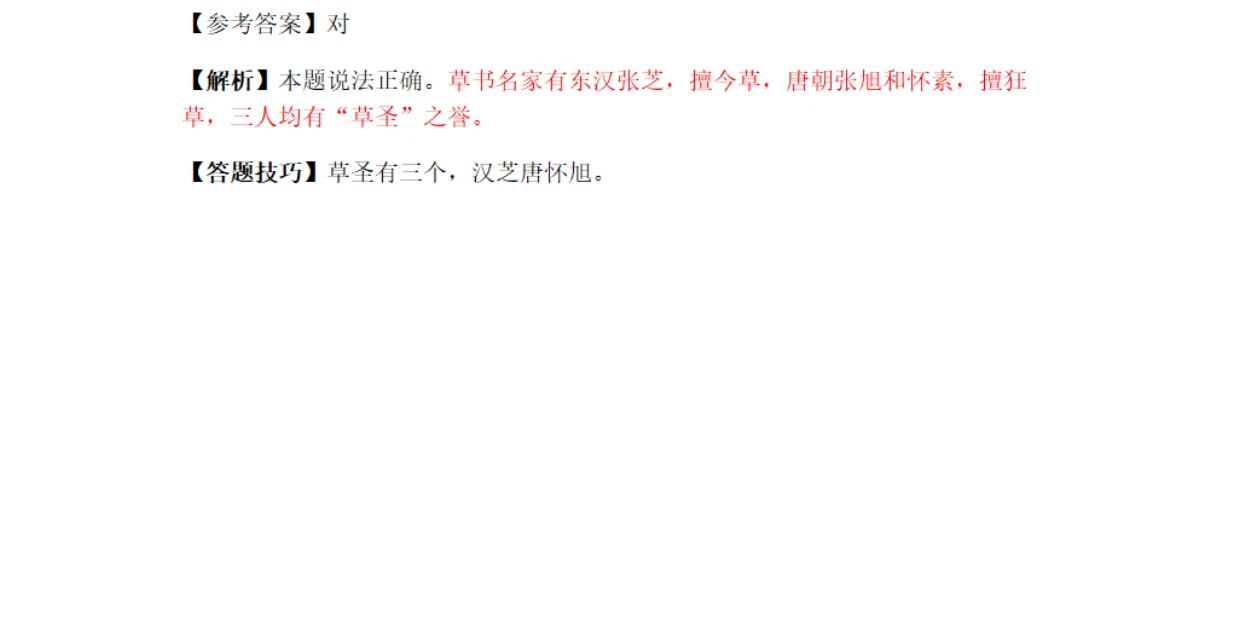 【参考答案】对
【解析】本题说法正确。草书名家有东汉张芝，擅今草，唐朝张旭和怀素，擅狂
草，三人均有“草圣”之誉。
【答题技巧】草圣有三个，汉芝唐怀旭。